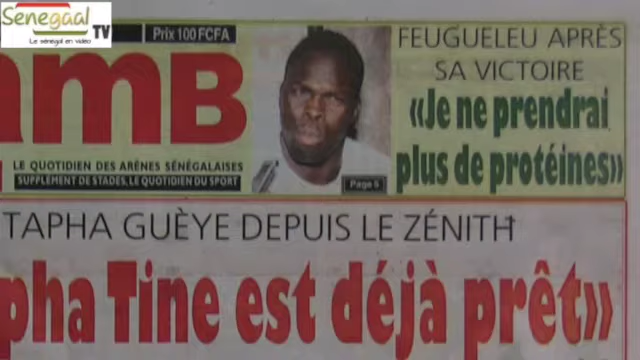 Senegaal TV
Le sénégal en vidéo
Prix 100 FCFA
amB
LE QUOTIDIEN DES ARÈNES SÉNÉGALAISES
SUPPLÉMENT DE STADES, LE QUOTIDIEN DU SPORT
Page 5
FEUGUELEU APRÈS
SA VICTOIRE
«Je ne prendrai
plus de protéines»
TAPHA GUÈYE DEPUIS LE ZÉNITH
pha Tine est déjà prêt»